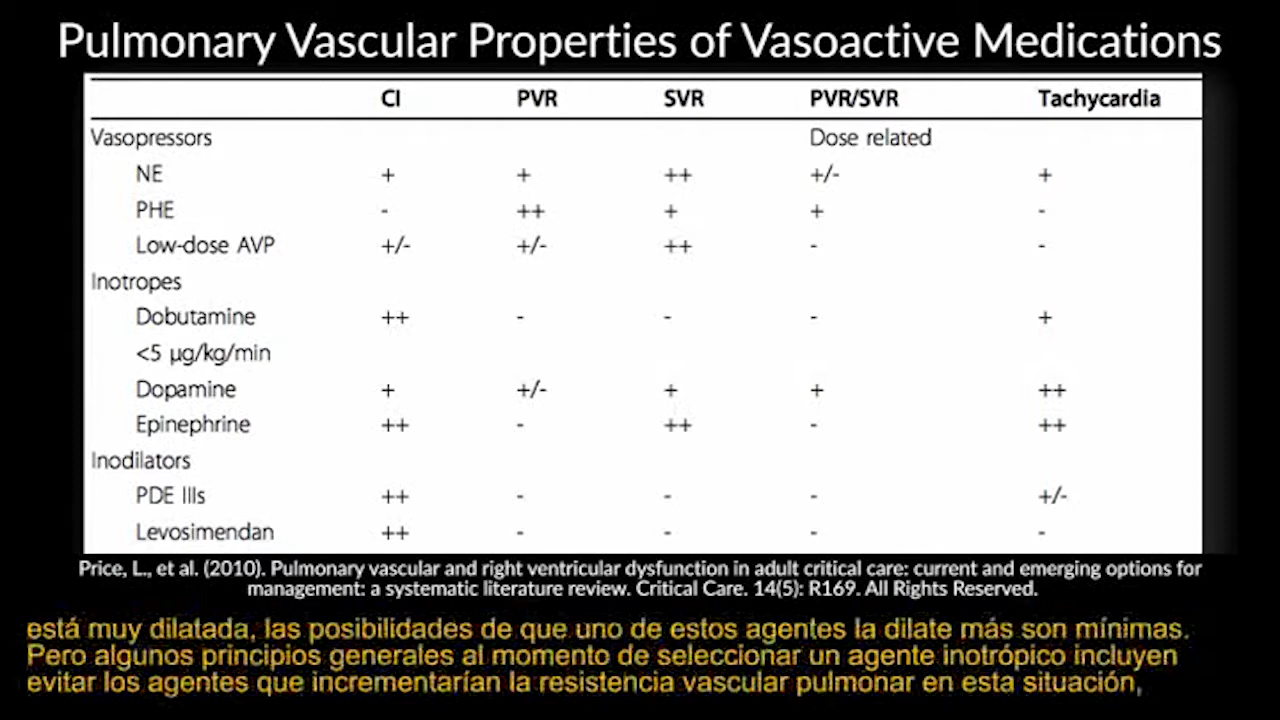 Pulmonary Vascular Properties of Vasoactive Medications
CI PVR SVR PVR/SVR Tachycardia
Vasopressors Dose related
NE + + ++ +/- +
PHE - ++ + + -
Low-dose AVP +/- +/- ++ - -
Inotropes
Dobutamine ++ - - - +
<5 µg/kg/min
Dopamine + +/- + + ++
Epinephrine ++ - ++ - ++
Inodilators
PDE IIIs ++ - - - +/-
Levosimendan ++ - - - -
Price, L., et al. (2010). Pulmonary vascular and right ventricular dysfunction in adult critical care: current and emerging options for
management: a systematic literature review. Critical Care. 14(5): R169. All Rights Reserved.
está muy dilatada, las posibilidades de que uno de estos agentes la dilate más son mínimas.
Pero algunos principios generales al momento de seleccionar un agente inotrópico incluyen
evitar los agentes que incrementarían la resistencia vascular pulmonar en esta situación,